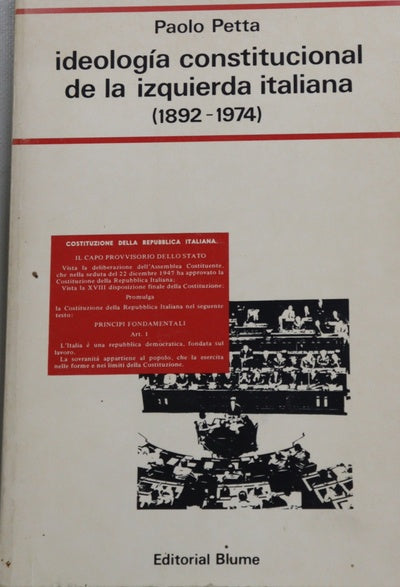 Paolo Petta
ideología constitucional
de la izquierda italiana
(1892-1974)
COSTITUZIONE DELLA REPUBBLICA ITALIANA.
IL CAPO PROVVISORIO DELLO STATO
Vista la deliberazione dell'Assemblea Costituente,
che nella seduta del 22 dicembre 1947 ha approvato la
Costituzione della Repubblica Italiana;
Vista la XVIII disposizione finale della Costituzione;
Promulga
la Costituzione della Repubblica Italiana nel seguente
testo:
PRINCIPI FONDAMENTALI
Art. 1
L'Italia é una repubblica democratica, fondata sul
lavoro.
La sovranità appartiene al popolo, che la esercita
nelle forme e nei limiti della Costituzione.
Editorial Blume